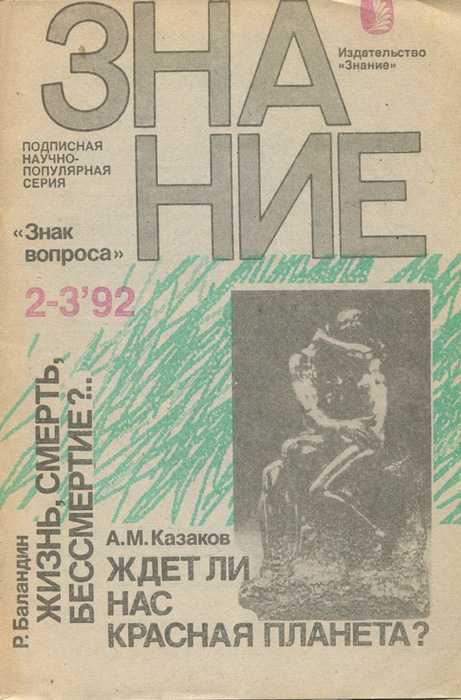 ЗНА
НИЕ
Издательство
«Знание»
ПОДПИСНАЯ
НАУЧНО-
ПОПУЛЯРНАЯ
СЕРИЯ
«Знак
вопроса»
2-3'92
Р. Баландин
ЖИЗНЬ, СМЕРТЬ,
БЕССМЕРТИЕ?..
А.М.Казаков
ЖДЕТ ЛИ
НАС
КРАСНАЯ ПЛАНЕТА?